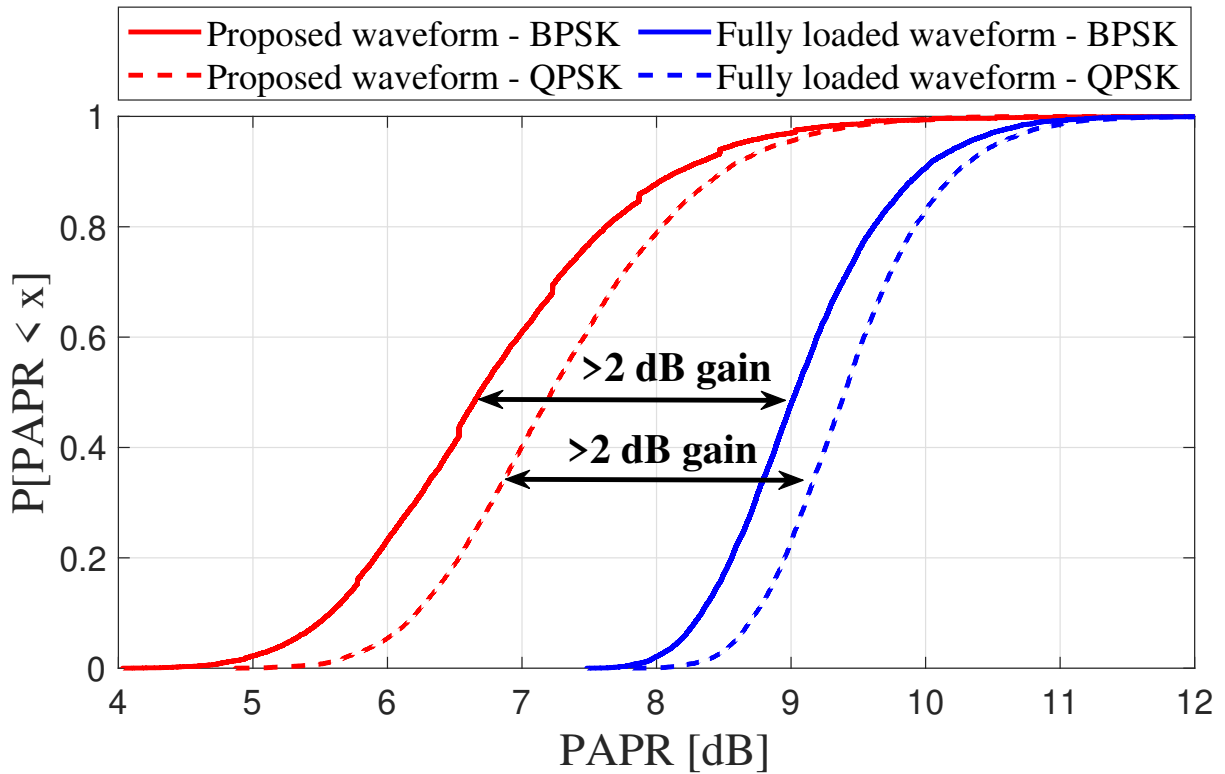 Proposed waveform - BPSK Fully loaded waveform - BPSK
Proposed waveform - QPSK Fully loaded waveform - QPSK
1
0.8
0.6
0.4
0.2
0
P[PAPR < x]
>2 dB gain
>2 dB gain
4 5 6 7 8 9 10 11 12
PAPR [dB]